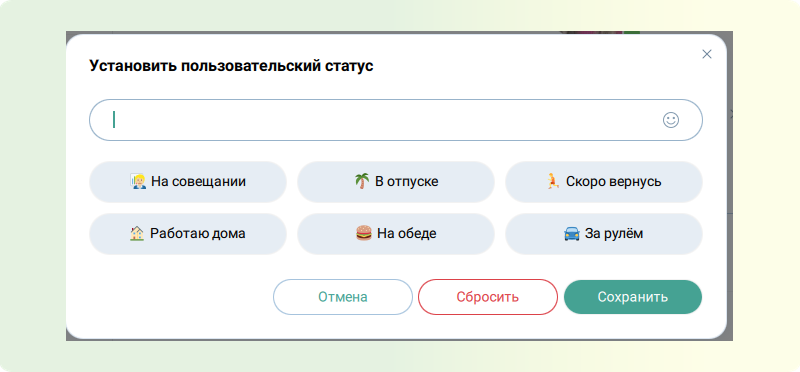 Установить пользовательский статус
На совещании
В отпуске
Скоро вернусь
Работаю дома
На обеде
За рулём
Отмена
Сбросить
Сохранить